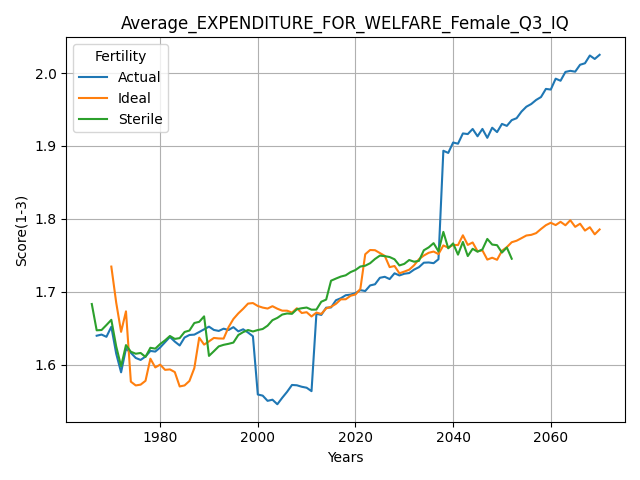 Average_EXPENDITURE_FOR_WELFARE_Female_Q3_IQ
Fertility
Actual
Ideal
Sterile
Score(1-3)
2.0
1.9
1.8
1.7
1.6
1980
2000
2020
2040
2060
Years